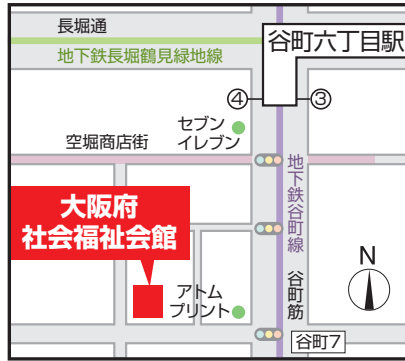 長堀通
地下鉄長堀鶴見緑地線
谷町六丁目駅
④
③
セブン
イレブン
空堀商店街
地下鉄谷町線
大阪府
社会福祉会館
谷町筋
アトム
プリント
N
谷町7